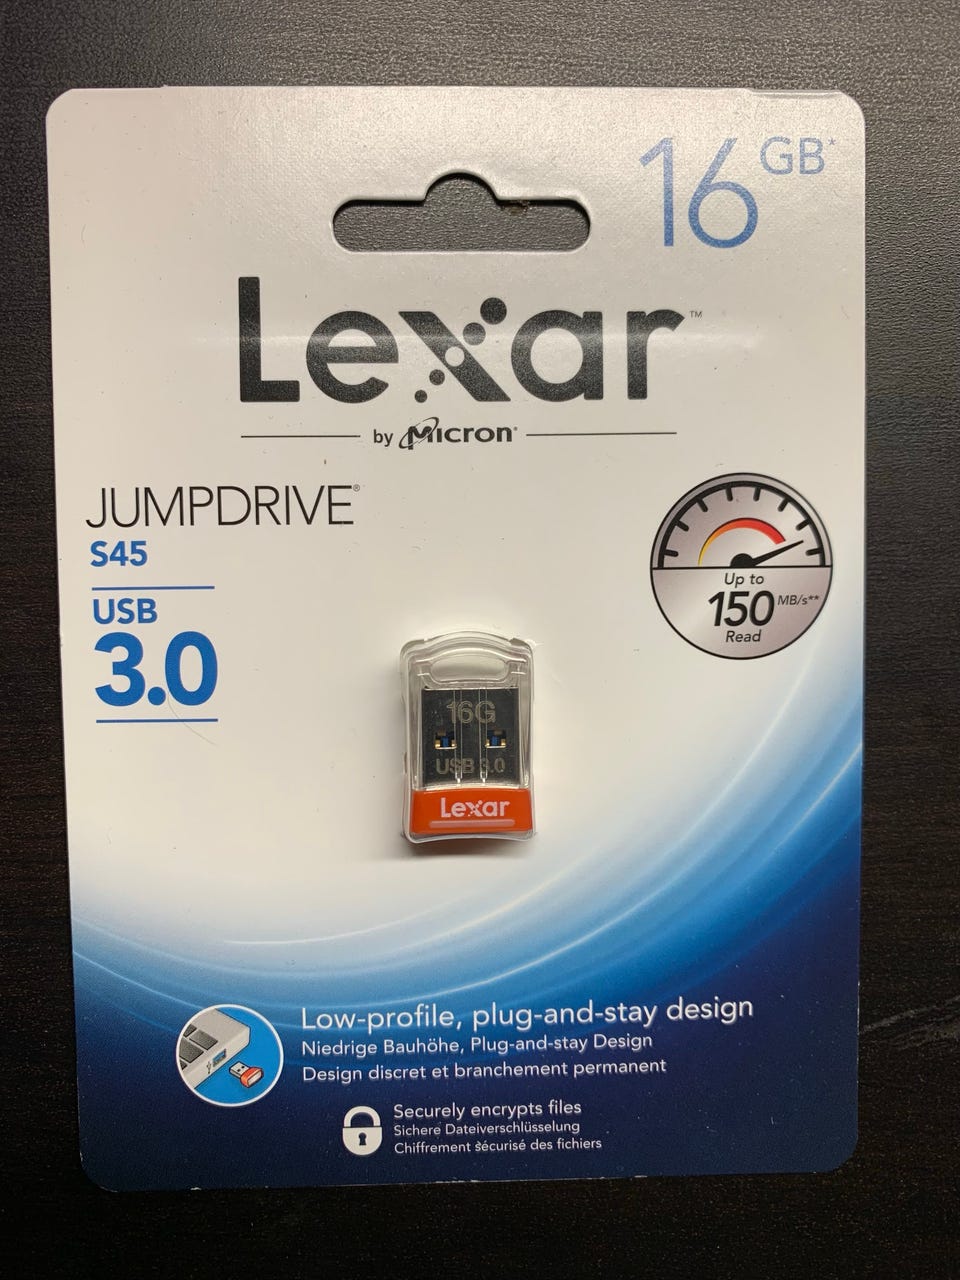 16 GB*
Lexar™
by Micron®
JUMPDRIVE®
S45
USB
3.0
Up to
150 MB/s**
Read
16G
USB 3.0
Lexar
Low-profile, plug-and-stay design
Niedrige Bauhöhe, Plug-and-stay Design
Design discret et branchement permanent
Securely encrypts files
Sichere Dateiverschlüsselung
Chiffrement sécurisé des fichiers